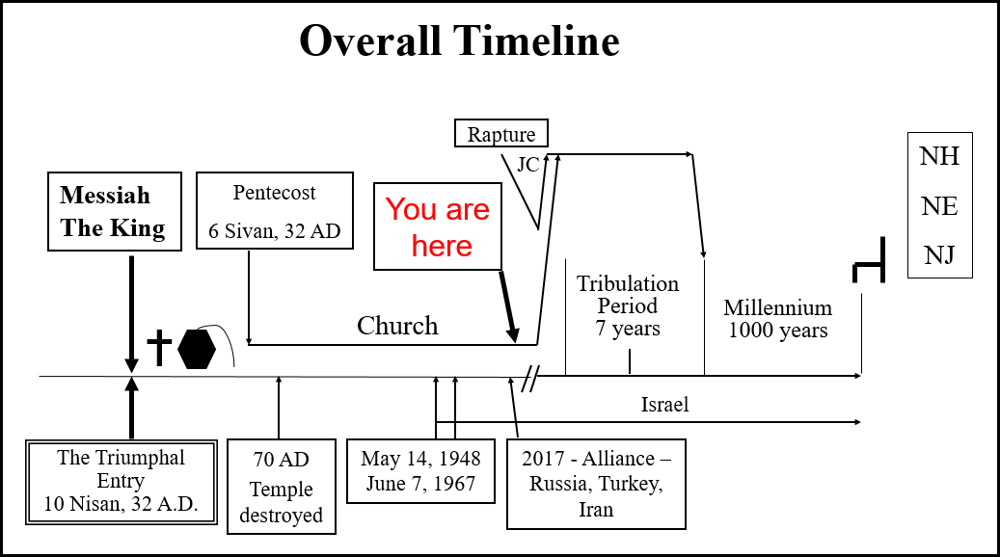 Overall Timeline
Rapture
JC
NH
NE
NJ
Messiah
The King
Pentecost
6 Sivan, 32 AD
You are
here
Tribulation
Period
7 years
Millennium
1000 years
Church
Israel
The Triumphal
Entry
10 Nisan, 32 A.D.
70 AD
Temple
destroyed
May 14, 1948
June 7, 1967
2017 - Alliance –
Russia, Turkey,
Iran